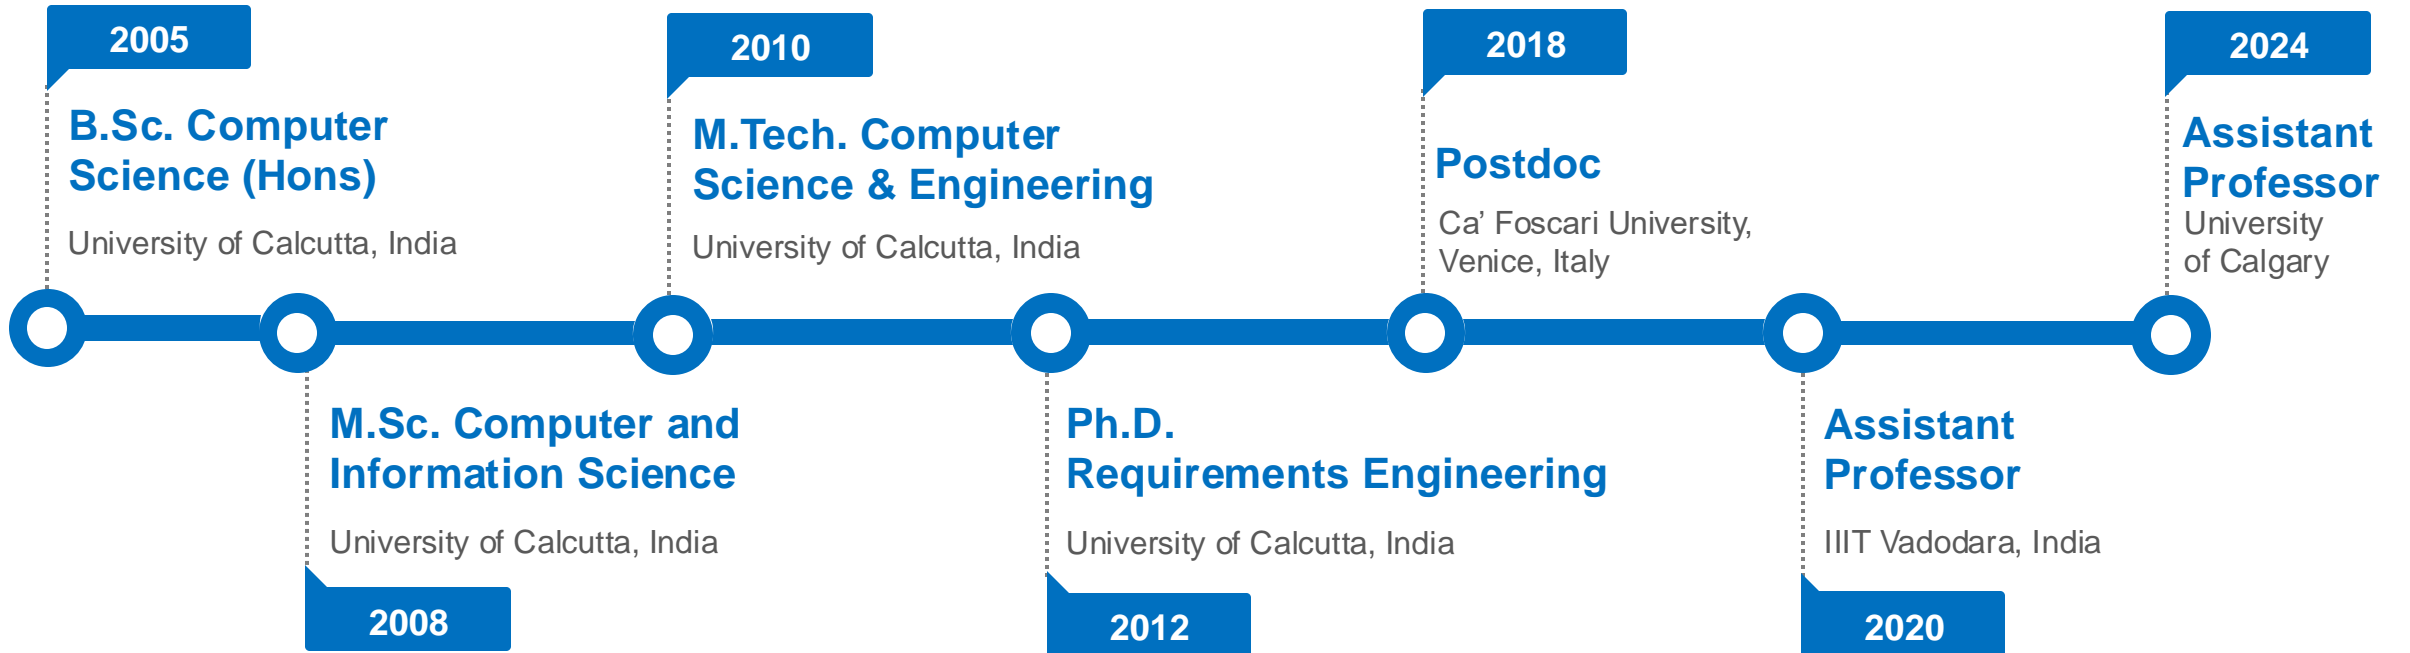 2005
B.Sc. Computer
Science (Hons)
University of Calcutta, India
M.Sc. Computer and
Information Science
University of Calcutta, India
2008
2010
M.Tech. Computer
Science & Engineering
University of Calcutta, India
Ph.D.
Requirements Engineering
University of Calcutta, India
2012
2018
Postdoc
Ca’ Foscari University,
Venice, Italy
Assistant
Professor
IIIT Vadodara, India
2020
2024
Assistant
Professor
University
of Calgary